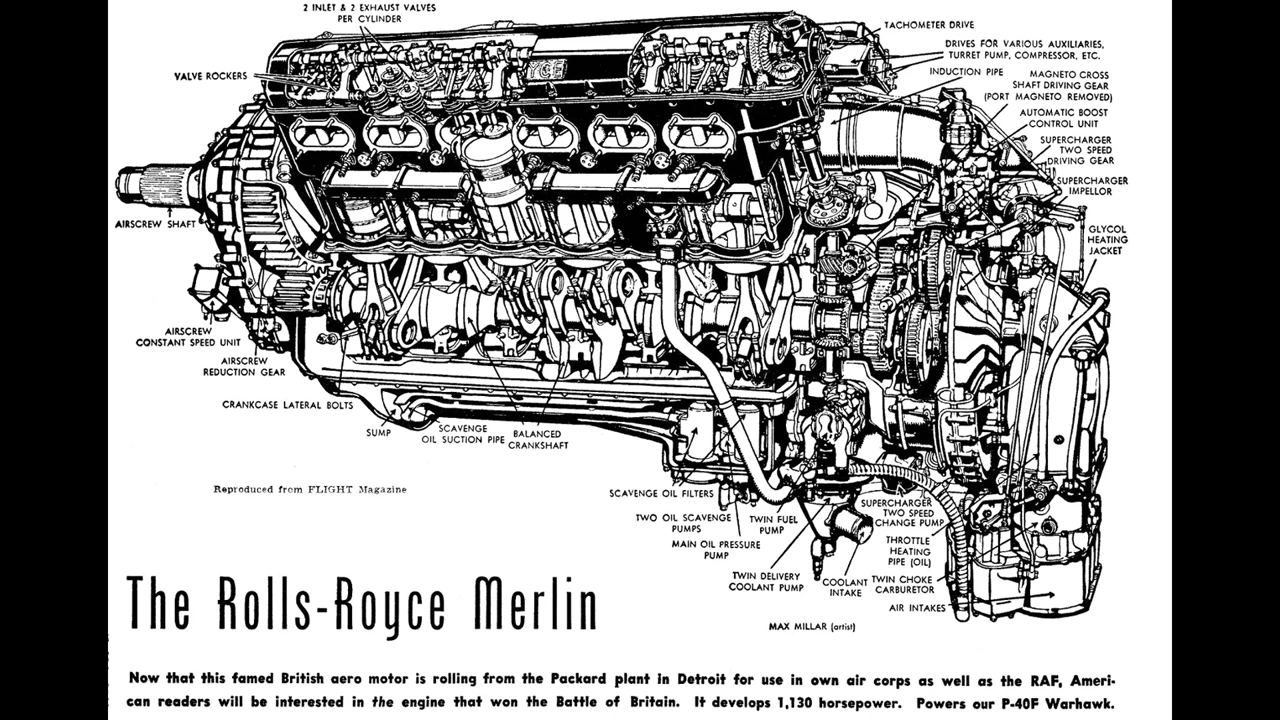 2 INLET & 2 EXHAUST VALVES
PER CYLINDER
TACHOMETER DRIVE
DRIVES FOR VARIOUS AUXILIARIES,
TURRET PUMP, COMPRESSOR, ETC.
VALVE ROCKERS
INDUCTION PIPE
MAGNETO CROSS
SHAFT DRIVING GEAR
(PORT MAGNETO REMOVED)
AUTOMATIC BOOST
CONTROL UNIT
SUPERCHARGER
TWO SPEED
DRIVING GEAR
SUPERCHARGER
IMPELLOR
AIRSCREW SHAFT
GLYCOL
HEATING
JACKET
AIRSCREW
CONSTANT SPEED UNIT
AIRSCREW
REDUCTION GEAR
CRANKCASE LATERAL BOLTS
SUMP
SCAVENGE
OIL SUCTION PIPE
BALANCED
CRANKSHAFT
Reproduced from FLIGHT Magazine
SCAVENGE OIL FILTERS
TWO OIL SCAVENGE
PUMPS
MAIN OIL PRESSURE
PUMP
TWIN FUEL
PUMP
SUPERCHARGER
TWO SPEED
CHANGE PUMP
THROTTLE
HEATING
PIPE (OIL)
TWIN DELIVERY
COOLANT PUMP
COOLANT
INTAKE
TWIN CHOKE
CARBURETOR
AIR INTAKES
MAX MILLAR (artist)
The Rolls-Royce Merlin
Now that this famed British aero motor is rolling from the Packard plant in Detroit for use in own air corps as well as the RAF, Ameri-
can readers will be interested in the engine that won the Battle of Britain. It develops 1,130 horsepower. Powers our P-40F Warhawk.